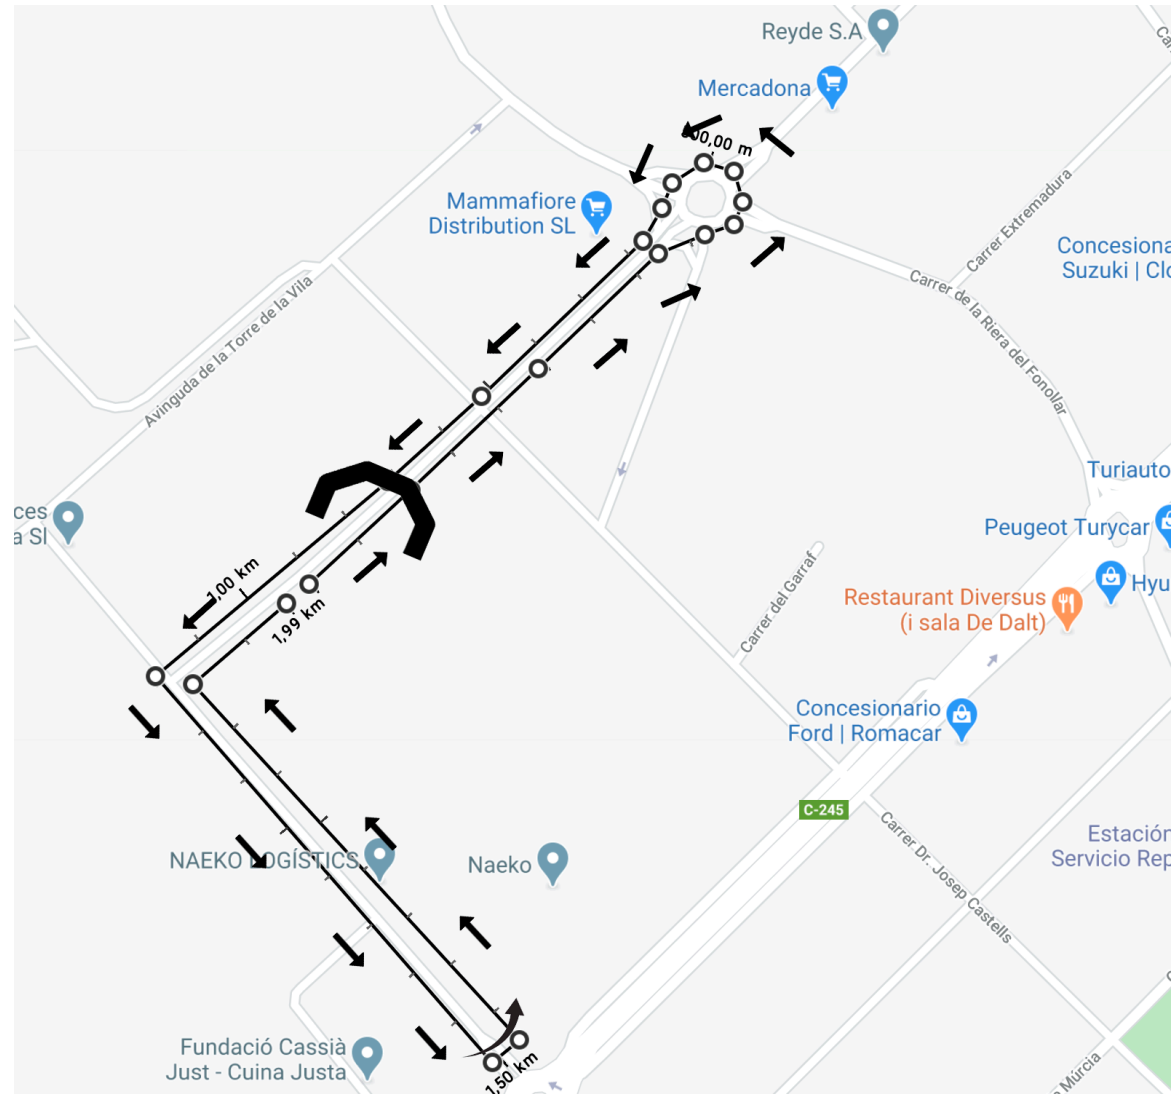 Reyde S.A
Mercadona
00,00 m
Mammafiore
Distribution SL
Carrer Extremadura
Concesiona
Suzuki | Clo
Carrer de la Riera del Fonollar
Avinguda de la Torre de la Vila
Turiauto
ces
a Sl
Peugeot Turycar
1,00 km
Carrer del Garraf
Hyu
Restaurant Diversus
(i sala De Dalt)
1,99 km
Concesionario
Ford | Romacar
C-245
Carrer Dr. Josep Castells
Estación
Servicio Rep
NAEKO LOGÍSTICS
Naeko
Fundació Cassià
Just - Cuina Justa
1,50 km
a Múrcia